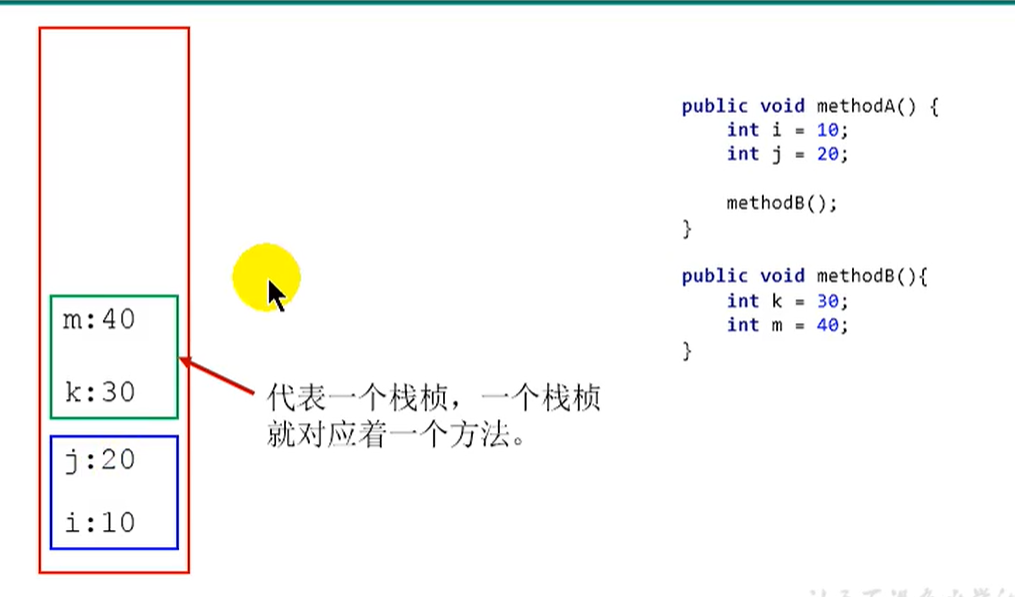 m:40
k:30
j:20
i:10
代表一个栈桢，一个栈桢
就对应着一个方法。
public void methodA() {
    int i = 10;
    int j = 20;
    methodB();
}
public void methodB(){
    int k = 30;
    int m = 40;
}